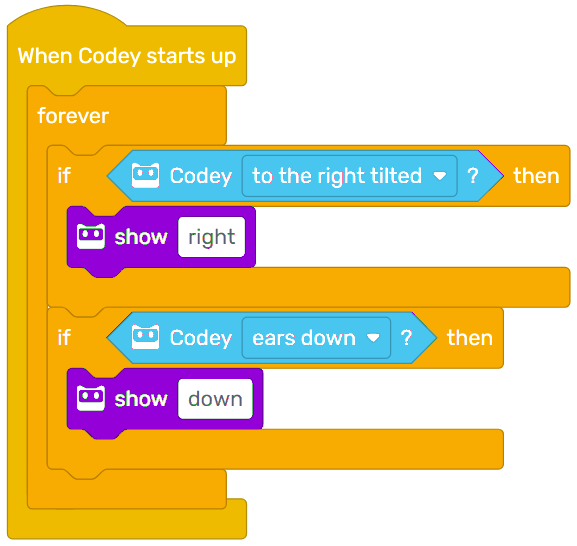 When Codey starts up
forever
if Codey to the right tilted ? then
show right
if Codey ears down ? then
show down